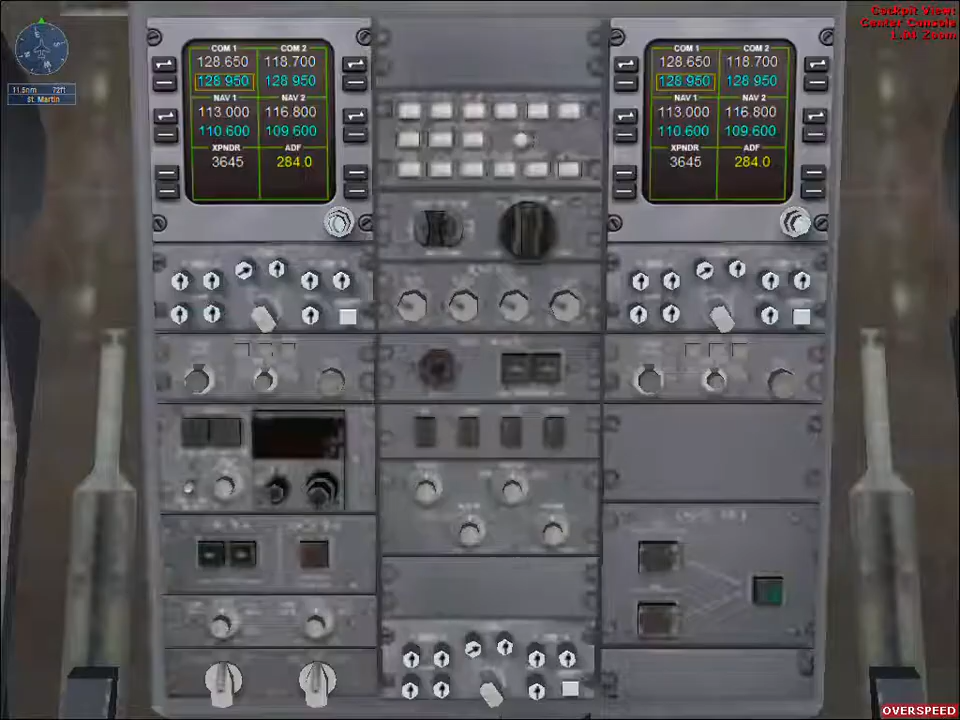 Cockpit View:
Center Console
1.00 Zoom
11.5nm 72ft
St. Martin
COM 1 COM 2
128.650 118.700
128.950 128.950
NAV 1 NAV 2
113.000 116.800
110.600 109.600
XPNDR ADF
3645 284.0
COM 1 COM 2
128.650 118.700
128.950 128.950
NAV 1 NAV 2
113.000 116.800
110.600 109.600
XPNDR ADF
3645 284.0
OVERSPEED